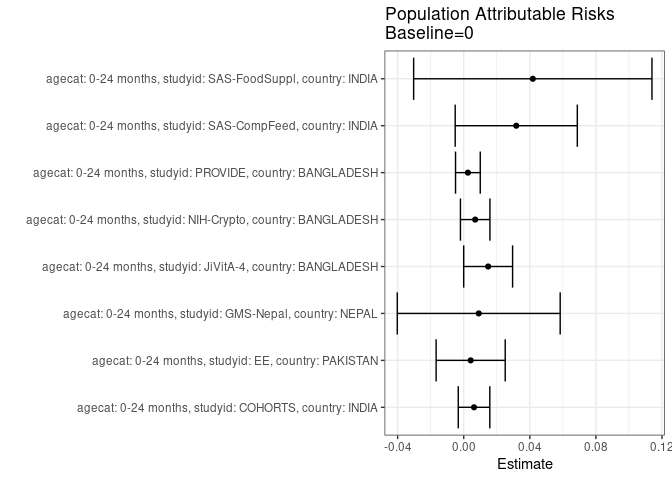 Population Attributable Risks
Baseline=0
agecat: 0-24 months, studyid: SAS-FoodSuppl, country: INDIA
agecat: 0-24 months, studyid: SAS-CompFeed, country: INDIA
agecat: 0-24 months, studyid: PROVIDE, country: BANGLADESH
agecat: 0-24 months, studyid: NIH-Crypto, country: BANGLADESH
agecat: 0-24 months, studyid: JiVitA-4, country: BANGLADESH
agecat: 0-24 months, studyid: GMS-Nepal, country: NEPAL
agecat: 0-24 months, studyid: EE, country: PAKISTAN
agecat: 0-24 months, studyid: COHORTS, country: INDIA
-0.04 0.00 0.04 0.08 0.12
Estimate